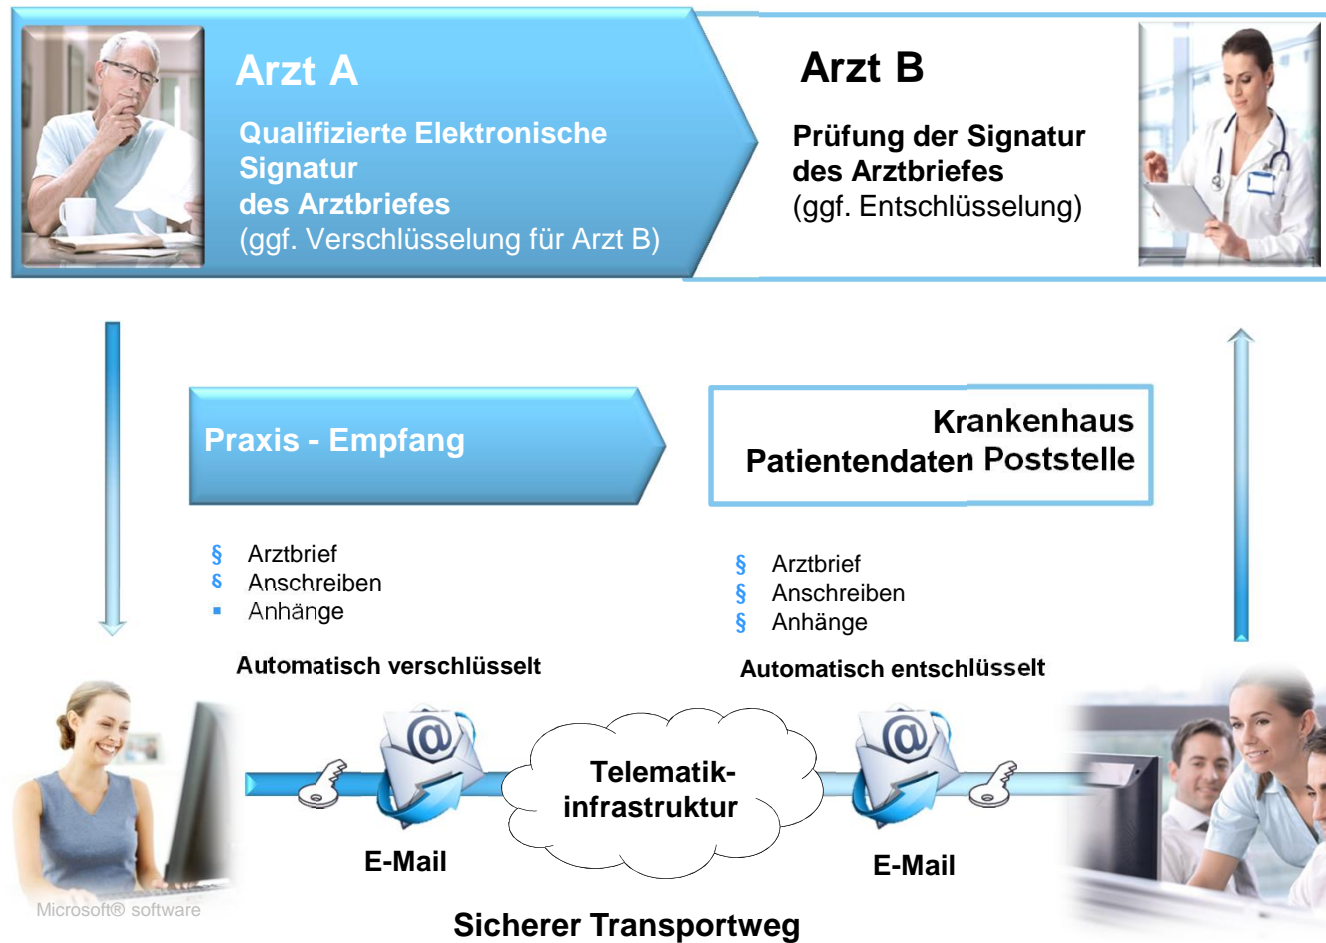 Arzt A
Qualifizierte Elektronische
Signatur
des Arztbriefes
(ggf. Verschlüsselung für Arzt B)
Arzt B
Prüfung der Signatur
des Arztbriefes
(ggf. Entschlüsselung)
Praxis - Empfang
Krankenhaus
Patientendaten Poststelle
§ Arztbrief
§ Anschreiben
▪ Anhänge
Automatisch verschlüsselt
§ Arztbrief
§ Anschreiben
§ Anhänge
Automatisch entschlüsselt
@
@
Telematik-
infrastruktur
E-Mail
E-Mail
Microsoft® software
Sicherer Transportweg